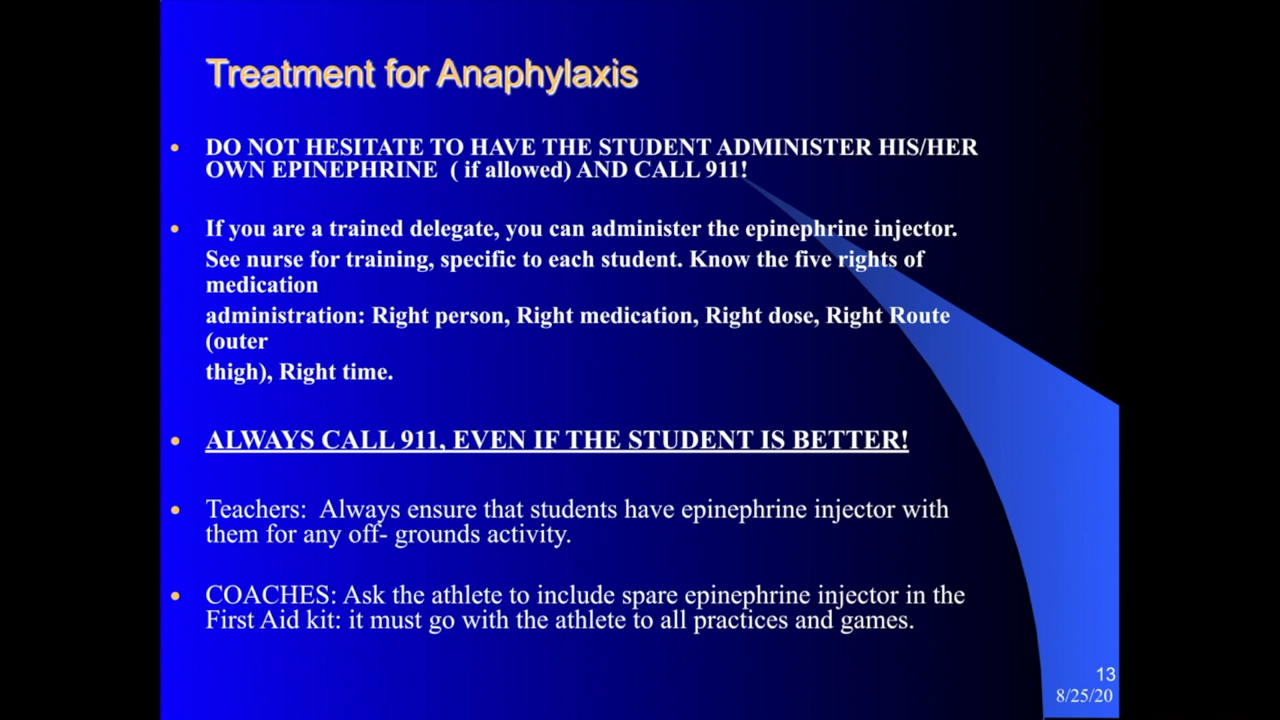 Treatment for Anaphylaxis
DO NOT HESITATE TO HAVE THE STUDENT ADMINISTER HIS/HER
OWN EPINEPHRINE ( if allowed) AND CALL 911!
If you are a trained delegate, you can administer the epinephrine injector.
See nurse for training, specific to each student. Know the five rights of
medication
administration: Right person, Right medication, Right dose, Right Route
(outer
thigh), Right time.
ALWAYS CALL 911, EVEN IF THE STUDENT IS BETTER!
Teachers: Always ensure that students have epinephrine injector with
them for any off- grounds activity.
COACHES: Ask the athlete to include spare epinephrine injector in the
First Aid kit: it must go with the athlete to all practices and games.
13
8/25/20